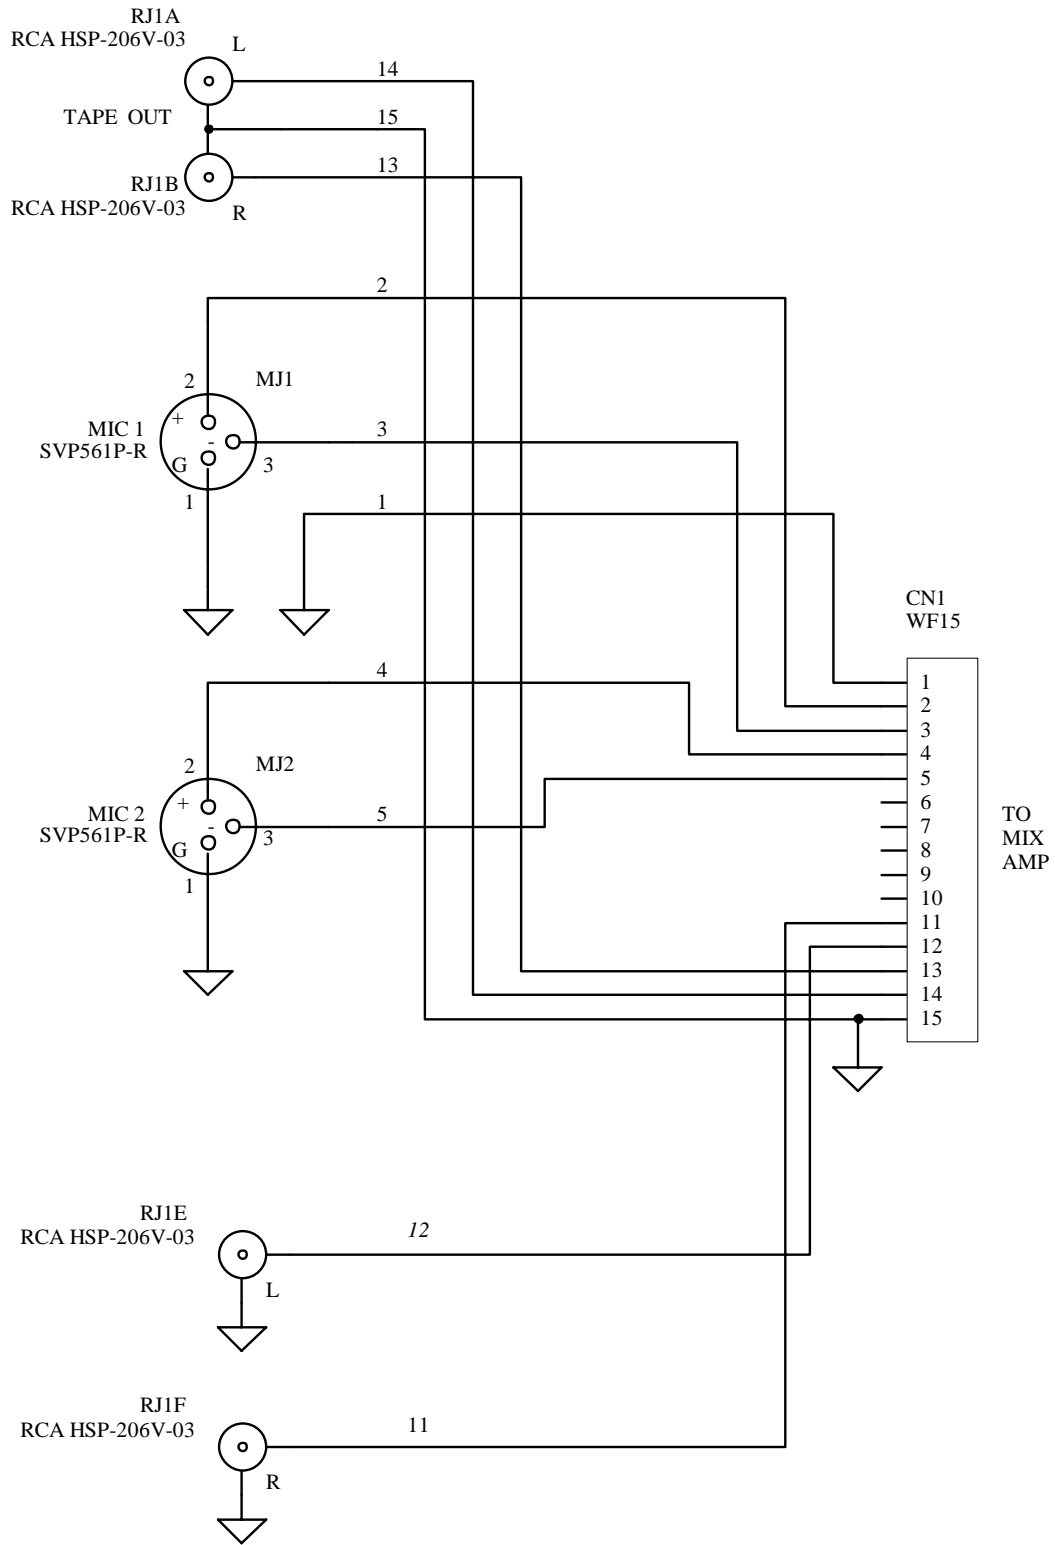 RJ1A
RCA HSP-206V-03
L
14
TAPE OUT
15
13
RJ1B
RCA HSP-206V-03
R
2
2
MJ1
+
MIC 1
SVP561P-R
-
3
G
3
1
1
CN1
WF15
4
1
2
3
4
2
MJ2
5
+
6
MIC 2
SVP561P-R
-
5
3
G
7
8
9
10
TO
MIX
AMP
1
11
12
13
14
15
RJ1E
RCA HSP-206V-03
12
L
RJ1F
RCA HSP-206V-03
11
R